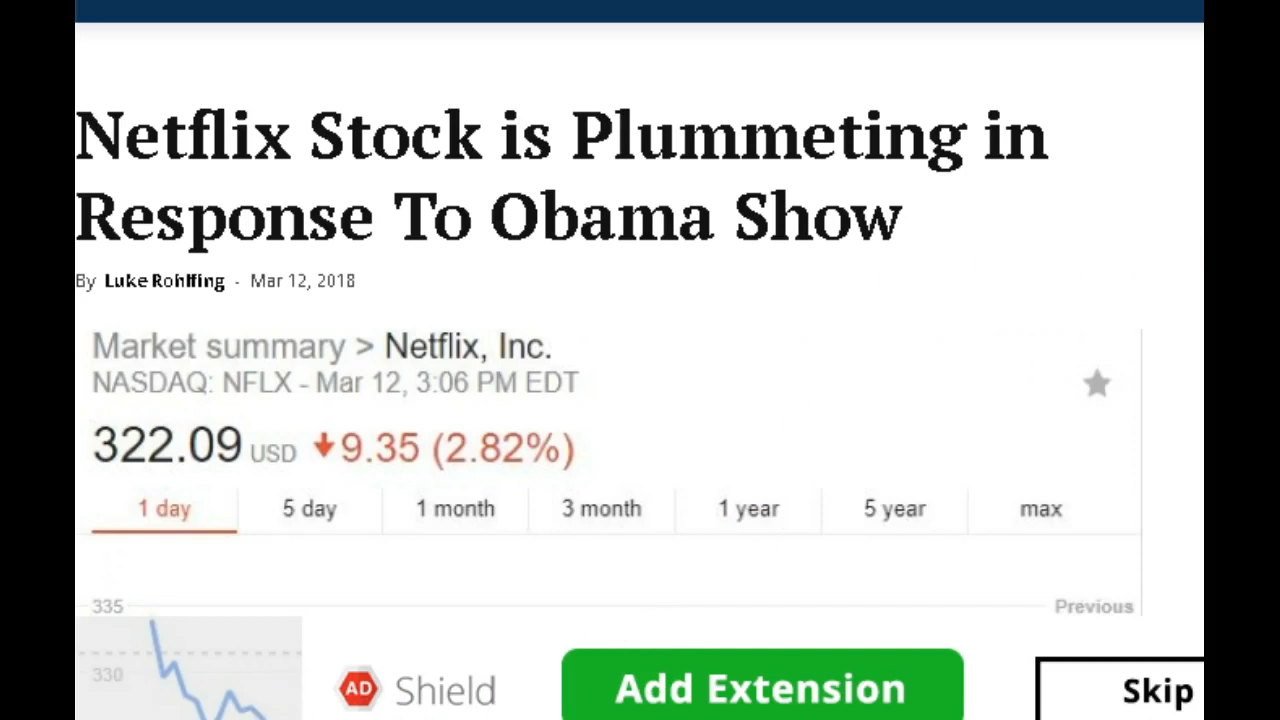 Netflix Stock is Plummeting in
Response To Obama Show
By Luke Rohlfing - Mar 12, 2018
Market summary > Netflix, Inc.
NASDAQ: NFLX - Mar 12, 3:06 PM EDT
322.09 USD 9.35 (2.82%)
1 day 5 day 1 month 3 month 1 year 5 year max
335 Previous
330
AD Shield Add Extension Skip